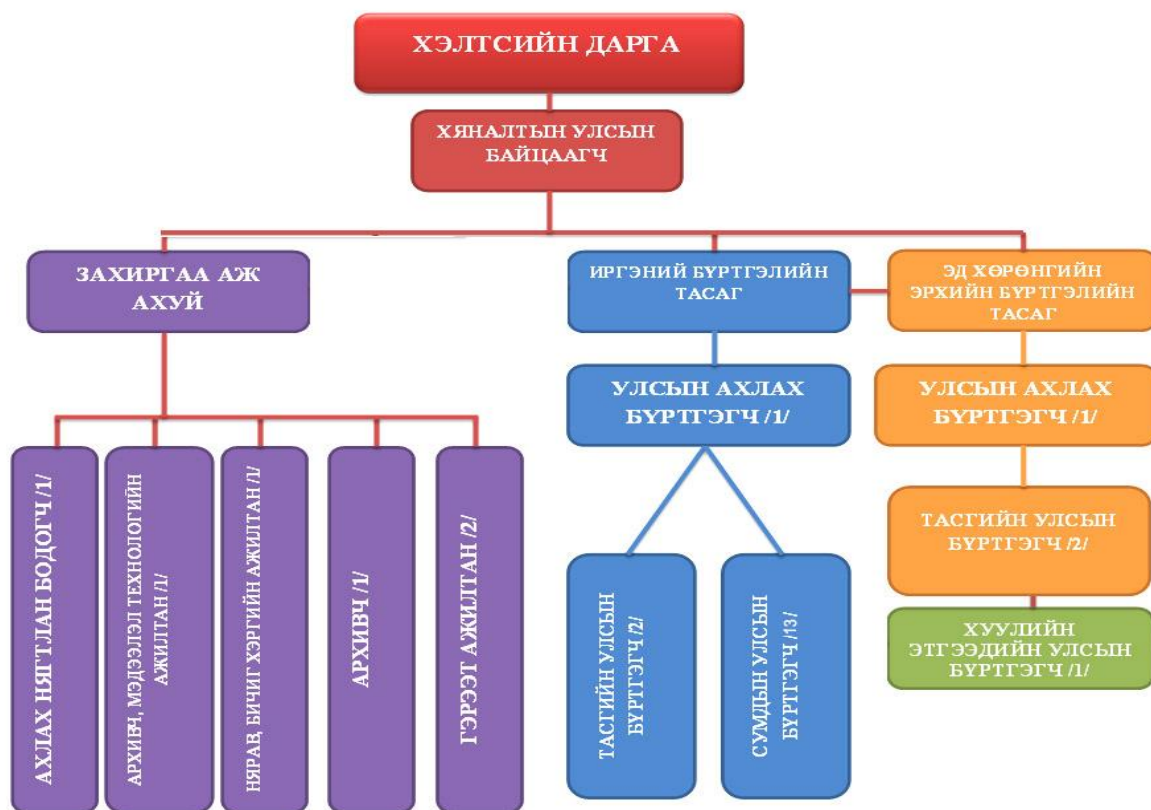 ХЭЛТСИЙН ДАРГА
ХЯНАЛТЫН УЛСЫН
БАЙЦААГЧ
ЗАХИРГАА АЖ
АХУЙ
ИРГЭНИЙ БҮРТГЭЛИЙН
ТАСАГ
ЭД ХӨРӨНГИЙН
ЭРХИЙН БҮРТГЭЛИЙН
ТАСАГ
УЛСЫН АХЛАХ
БҮРТГЭГЧ /1/
УЛСЫН АХЛАХ
БҮРТГЭГЧ /1/
АХЛАХ НЯГТЛАН БОДОГЧ /1/
АРХИВЧ, МЭДЭЭЛЭЛ ТЕХНОЛОГИЙН
АЖИЛТАН /1/
НЯРАВ, БИЧИГ ХЭРГИЙН АЖИЛТАН /1/
АРХИВЧ /1/
ГЭРЭЭТ АЖИЛТАН /2/
ТАСГИЙН УЛСЫН
БҮРТГЭГЧ /2/
СУМДЫН УЛСЫН
БҮРТГЭГЧ /13/
ТАСГИЙН УЛСЫН
БҮРТГЭГЧ /2/
ХУУЛИЙН
ЭТГЭЭДИЙН УЛСЫН
БҮРТГЭГЧ /1/